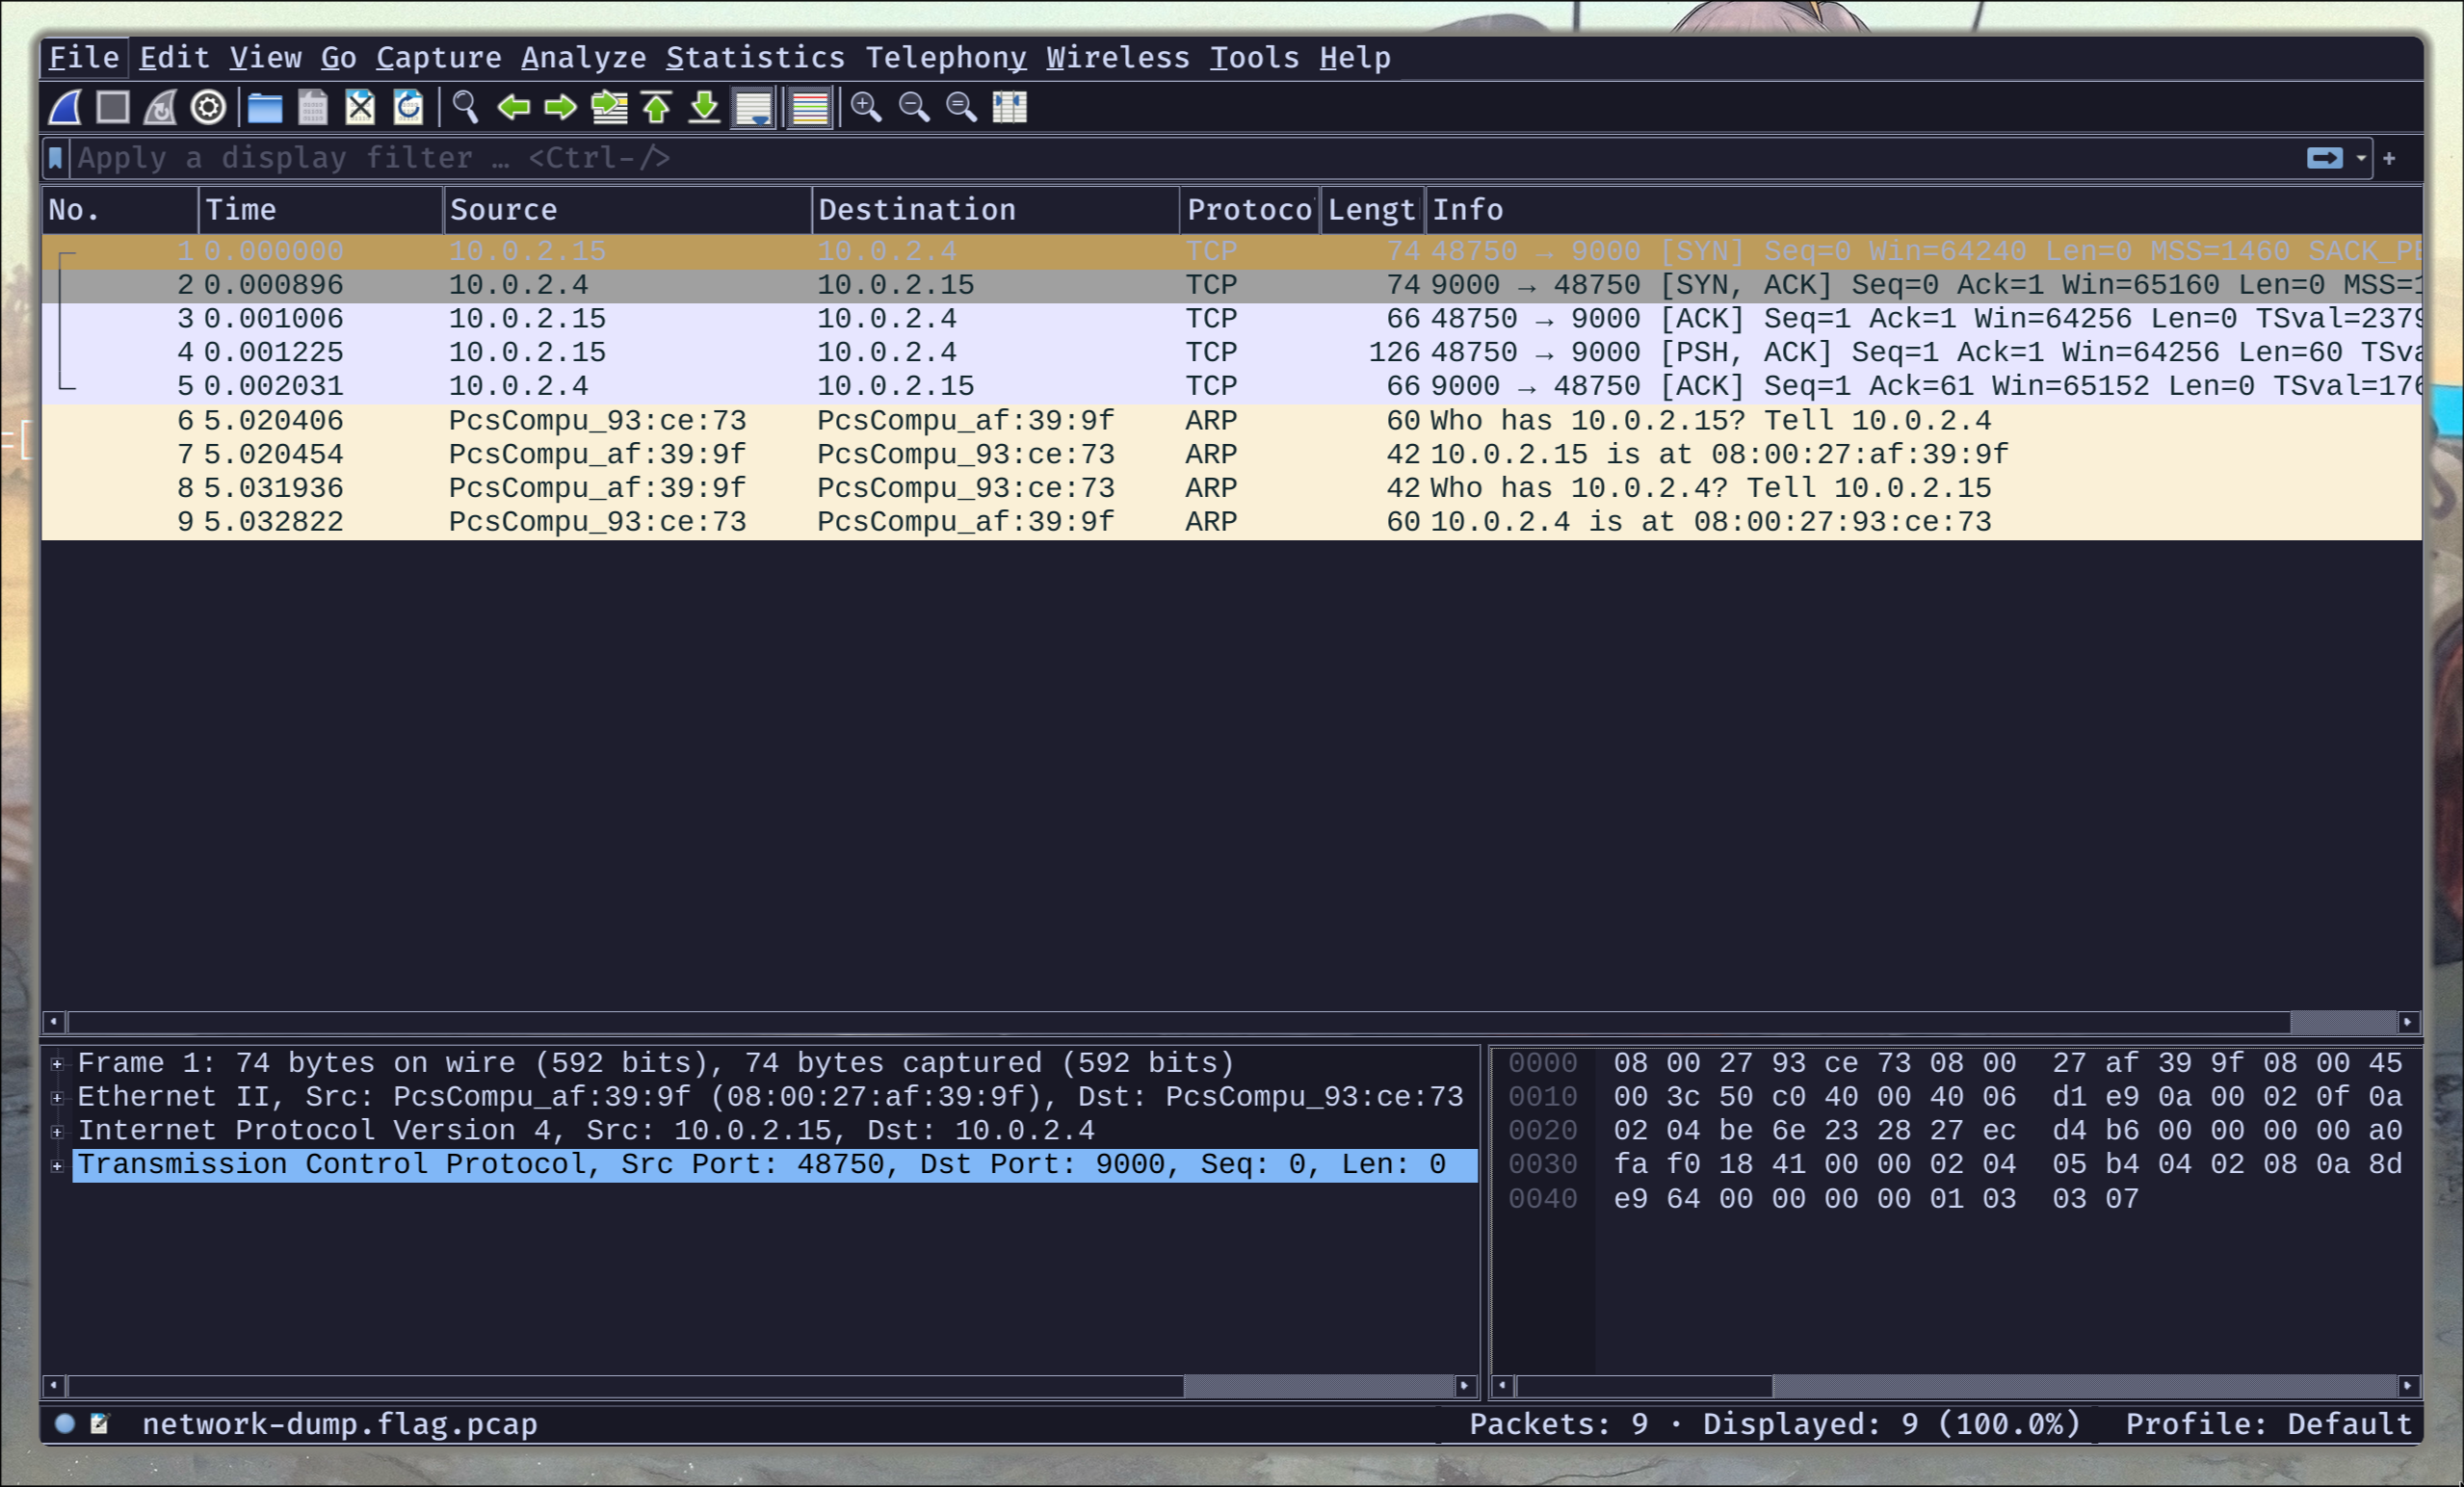 File Edit View Go Capture Analyze Statistics Telephony Wireless Tools Help
Apply a display filter … <Ctrl-/>
+
No. Time Source Destination Protoco Lengt Info
1 0.000000 10.0.2.15 10.0.2.4 TCP 74 48750 → 9000 [SYN] Seq=0 Win=64240 Len=0 MSS=1460 SACK_PE
2 0.000896 10.0.2.4 10.0.2.15 TCP 74 9000 → 48750 [SYN, ACK] Seq=0 Ack=1 Win=65160 Len=0 MSS=1
3 0.001006 10.0.2.15 10.0.2.4 TCP 66 48750 → 9000 [ACK] Seq=1 Ack=1 Win=64256 Len=0 TSval=2379
4 0.001225 10.0.2.15 10.0.2.4 TCP 126 48750 → 9000 [PSH, ACK] Seq=1 Ack=1 Win=64256 Len=60 TSva
5 0.002031 10.0.2.4 10.0.2.15 TCP 66 9000 → 48750 [ACK] Seq=1 Ack=61 Win=65152 Len=0 TSval=176
6 5.020406 PcsCompu_93:ce:73 PcsCompu_af:39:9f ARP 60 Who has 10.0.2.15? Tell 10.0.2.4
7 5.020454 PcsCompu_af:39:9f PcsCompu_93:ce:73 ARP 42 10.0.2.15 is at 08:00:27:af:39:9f
8 5.031936 PcsCompu_af:39:9f PcsCompu_93:ce:73 ARP 42 Who has 10.0.2.4? Tell 10.0.2.15
9 5.032822 PcsCompu_93:ce:73 PcsCompu_af:39:9f ARP 60 10.0.2.4 is at 08:00:27:93:ce:73
Frame 1: 74 bytes on wire (592 bits), 74 bytes captured (592 bits)
Ethernet II, Src: PcsCompu_af:39:9f (08:00:27:af:39:9f), Dst: PcsCompu_93:ce:73
Internet Protocol Version 4, Src: 10.0.2.15, Dst: 10.0.2.4
Transmission Control Protocol, Src Port: 48750, Dst Port: 9000, Seq: 0, Len: 0
0000 08 00 27 93 ce 73 08 00 27 af 39 9f 08 00 45
0010 00 3c 50 c0 40 00 40 06 d1 e9 0a 00 02 0f 0a
0020 02 04 be 6e 23 28 27 ec d4 b6 00 00 00 00 a0
0030 fa f0 18 41 00 00 02 04 05 b4 04 02 08 0a 8d
0040 e9 64 00 00 00 00 01 03 03 07
network-dump.flag.pcap
Packets: 9 · Displayed: 9 (100.0%)
Profile: Default